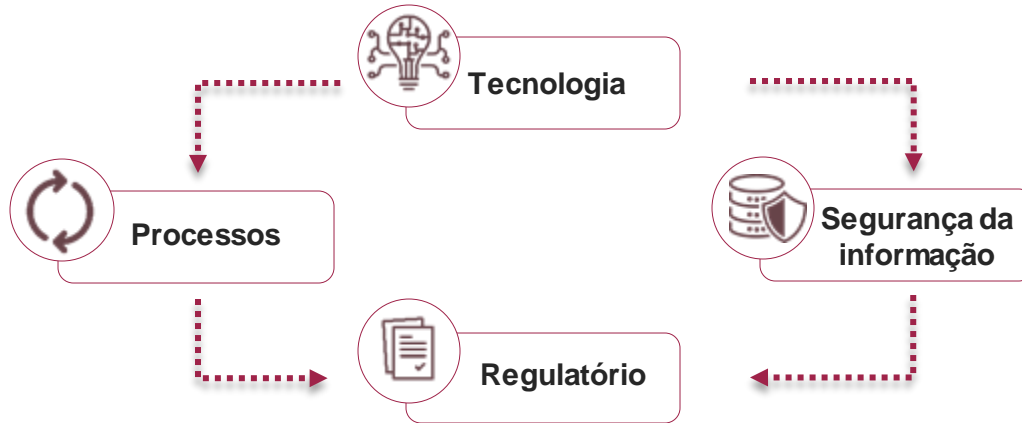 Tecnologia
Processos
Segurança da
informação
Regulatório